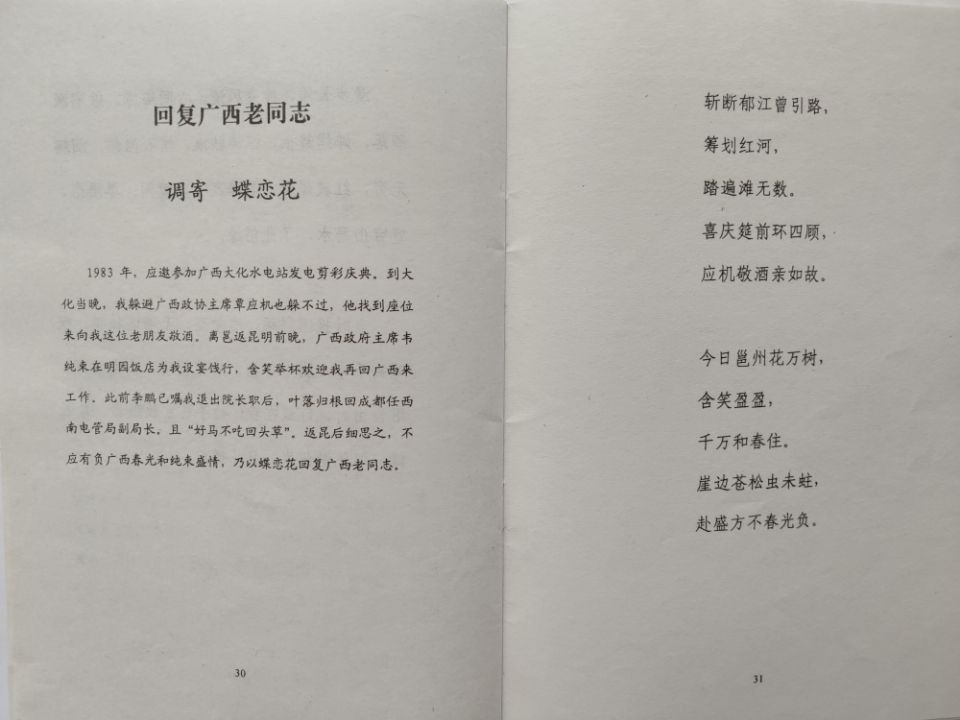 回复广西老同志
调寄 蝶恋花
1983 年，应邀参加广西大化水电站发电剪彩庆典。到大
化当晚，我躲避广西政协主席覃应机也躲不过，他找到座位
来向我这位老朋友敬酒。离邕返昆明前晚，广西政府主席韦
纯束在明园饭店为我设宴饯行，含笑举杯欢迎我再回广西来
工作。此前李鹏已嘱我退出院长职后，叶落归根回成都任西
南电管局副局长。且“好马不吃回头草”。返昆后细思之，不
应有负广西春光和纯束盛情，乃以蝶恋花回复广西老同志。
30
斩断郁江曾引路，
筹划红河，
踏遍滩无数。
喜庆筵前环四顾，
应机敬酒亲如故。
今日邕州花万树，
含笑盈盈，
千万和春住。
崖边苍松虫未蛀，
赴盛方不春光负。
31